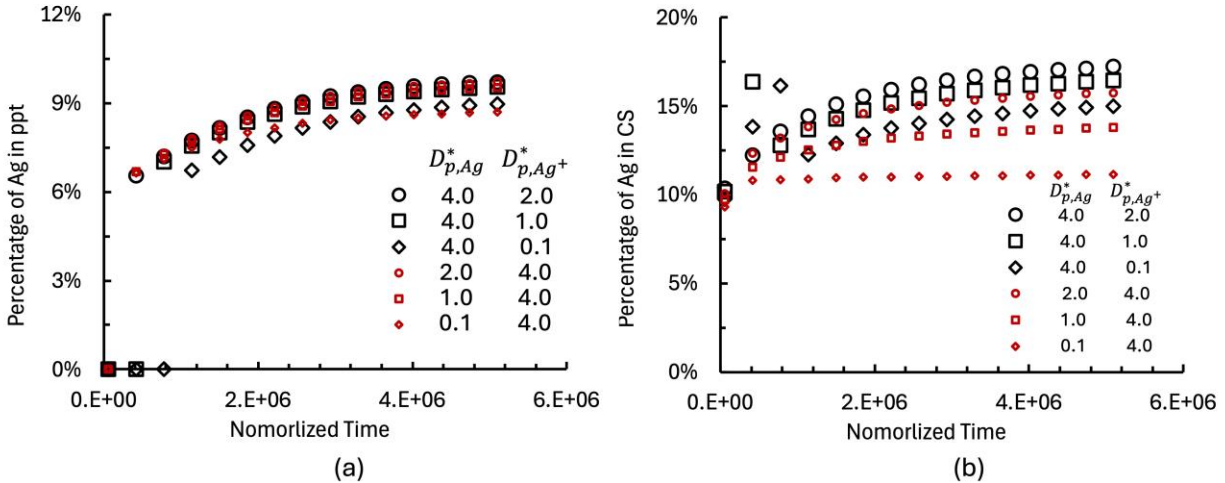 12%
9%
6%
3%
0%
Percentatge of Ag in ppt
D*p,Ag D*p,Ag+
4.0 2.0
4.0 1.0
4.0 0.1
2.0 4.0
1.0 4.0
0.1 4.0
0.E+00 2.E+06 4.E+06 6.E+06
Nomorlized Time
(a)
20%
15%
10%
5%
0%
Percentatge of Ag in CS
D*p,Ag D*p,Ag+
4.0 2.0
4.0 1.0
4.0 0.1
2.0 4.0
1.0 4.0
0.1 4.0
0.E+00 2.E+06 4.E+06 6.E+06
Nomorlized Time
(b)